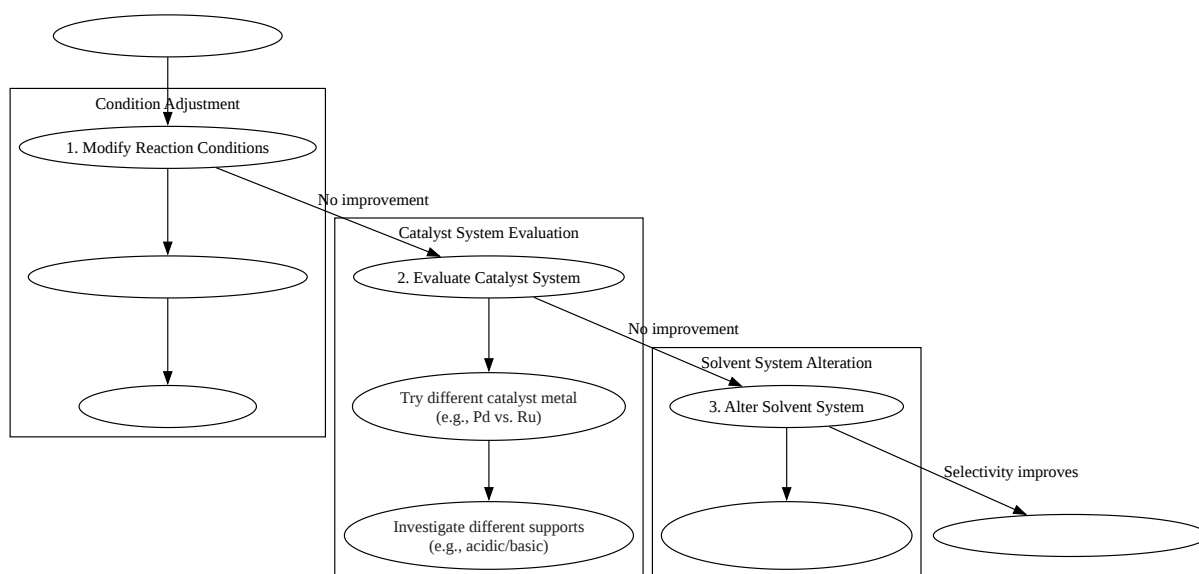 Condition Adjustment
1. Modify Reaction Conditions
No improvement
Catalyst System Evaluation
2. Evaluate Catalyst System
No improvement
Solvent System Alteration
Try different catalyst metal
(e.g., Pd vs. Ru)
3. Alter Solvent System
Selectivity improves
Investigate different supports
(e.g., acidic/basic)